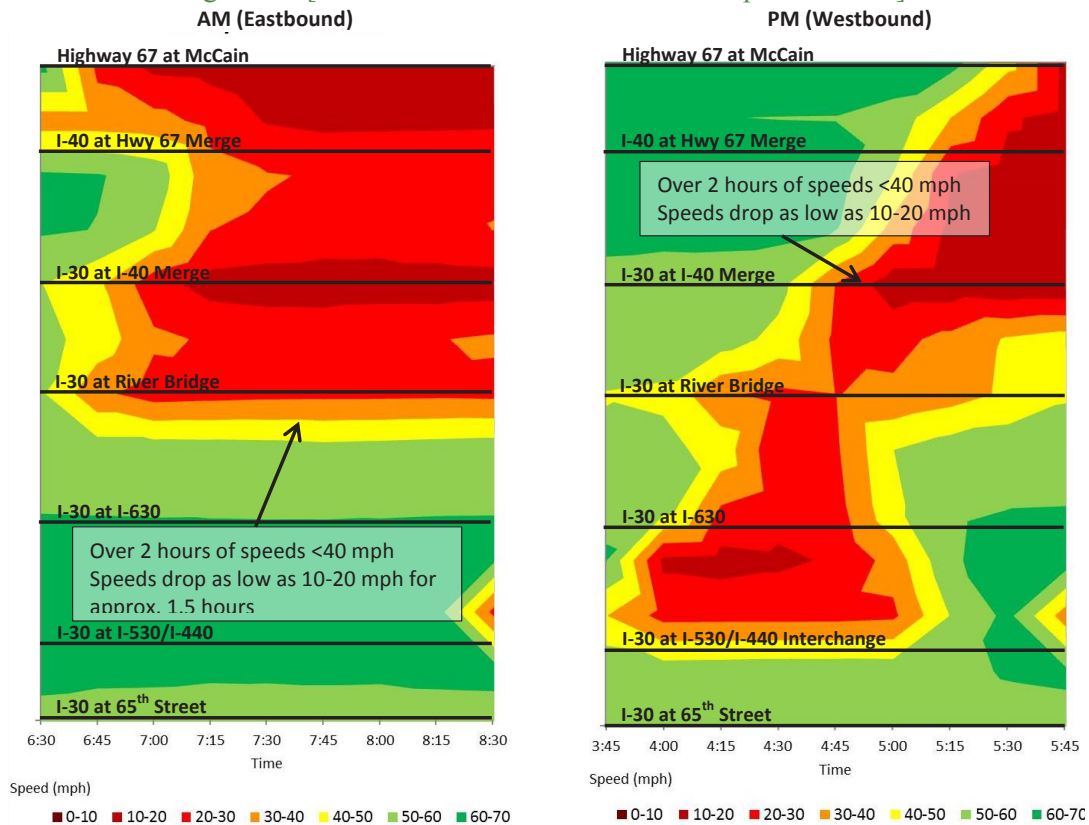 AM (Eastbound)
Highway 67 at McCain
I-40 at Hwy 67 Merge
I-30 at I-40 Merge
I-30 at River Bridge
I-30 at I-630
Over 2 hours of speeds <40 mph
Speeds drop as low as 10-20 mph for
approx. 1.5 hours
I-30 at I-530/I-440
I-30 at 65th Street
6:30 6:45 7:00 7:15 7:30 7:45 8:00 8:15 8:30
Time
Speed (mph)
0-10 10-20 20-30 30-40 40-50 50-60 60-70
PM (Westbound)
Highway 67 at McCain
I-40 at Hwy 67 Merge
Over 2 hours of speeds <40 mph
Speeds drop as low as 10-20 mph
I-30 at I-40 Merge
I-30 at River Bridge
I-30 at I-630
I-30 at I-530/I-440 Interchange
I-30 at 65th Street
3:45 4:00 4:15 4:30 4:45 5:00 5:15 5:30 5:45
Time
Speed (mph)
0-10 10-20 20-30 30-40 40-50 50-60 60-70